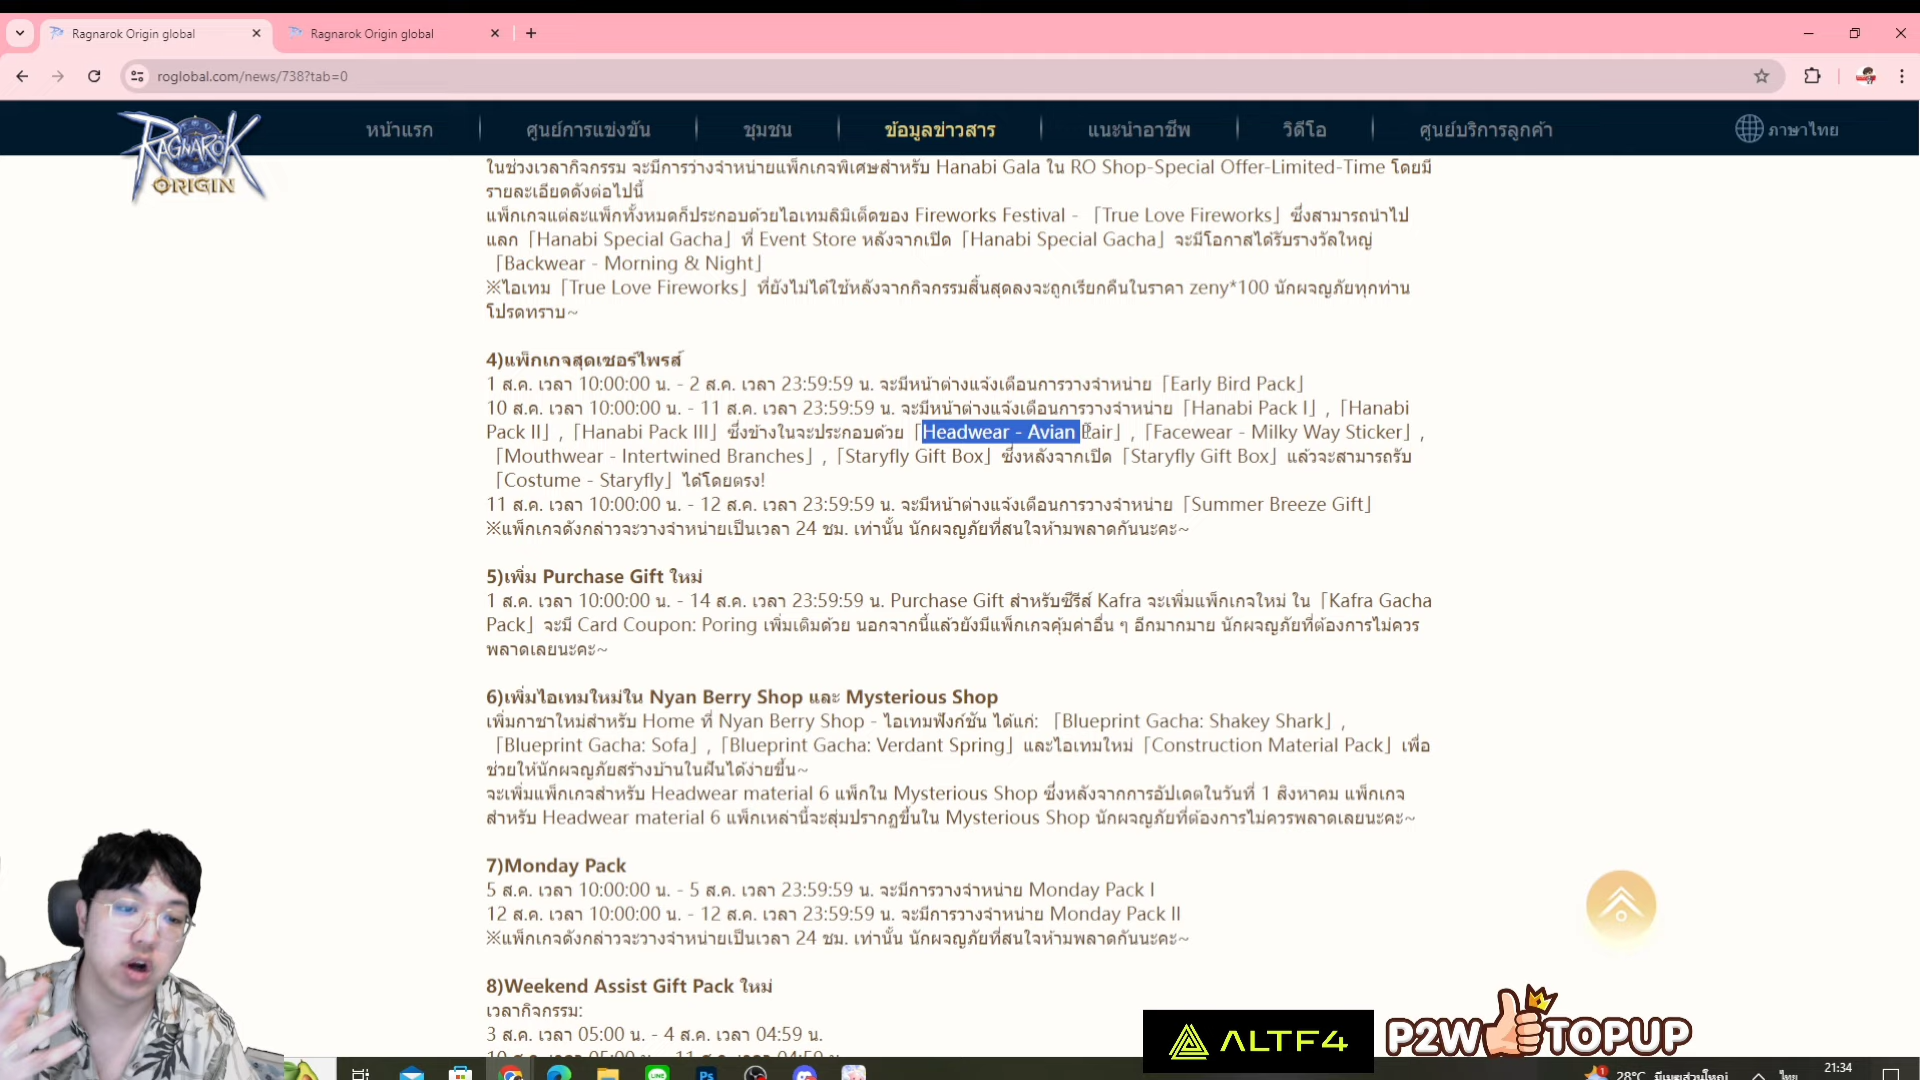 Ragnarok Origin global
Ragnarok Origin global
roglobal.com/news/738?tab=0
RAGNAROK
ORIGIN
หน้าแรก
ศูนย์การแข่งขัน
ชุมชน
ข้อมูลข่าวสาร
แนะนำอาชีพ
วิดีโอ
ศูนย์บริการลูกค้า
ภาษาไทย
ในช่วงเวลากิจกรรม จะมีการว่างจำหน่ายแพ็กเกจพิเศษสำหรับ Hanabi Gala ใน RO Shop-Special Offer-Limited-Time โดยมี
รายละเอียดดังต่อไปนี้
แพ็กเกจแต่ละแพ็กทั้งหมดก็ประกอบด้วยไอเทมลิมิเต็ดของ Fireworks Festival - 「True Love Fireworks」 ซึ่งสามารถนำไป
แลก「Hanabi Special Gacha」ที่ Event Store หลังจากเปิด「Hanabi Special Gacha」จะมีโอกาสได้รับรางวัลใหญ่
「Backwear - Morning & Night」
※ไอเทม「True Love Fireworks」ที่ยังไม่ได้ใช้หลังจากกิจกรรมสิ้นสุดลงจะถูกเรียกคืนในราคา zeny*100 นักผจญภัยทุกท่าน
โปรดทราบ~
4)แพ็กเกจสุดเซอร์ไพรส์
1 ส.ค. เวลา 10:00:00 น. - 2 ส.ค. เวลา 23:59:59 น. จะมีหน้าต่างแจ้งเตือนการวางจำหน่าย「Early Bird Pack」
10 ส.ค. เวลา 10:00:00 น. - 11 ส.ค. เวลา 23:59:59 น. จะมีหน้าต่างแจ้งเตือนการวางจำหน่าย「Hanabi Pack I」,「Hanabi
Pack II」,「Hanabi Pack III」ซึ่งข้างในจะประกอบด้วย「Headwear - Avian Pair」,「Facewear - Milky Way Sticker」,
「Mouthwear - Intertwined Branches」,「Staryfly Gift Box」ซึ่งหลังจากเปิด「Staryfly Gift Box」แล้วจะสามารถรับ
「Costume - Staryfly」ได้โดยตรง!
11 ส.ค. เวลา 10:00:00 น. - 12 ส.ค. เวลา 23:59:59 น. จะมีหน้าต่างแจ้งเตือนการวางจำหน่าย「Summer Breeze Gift」
※แพ็กเกจดังกล่าวจะวางจำหน่ายเป็นเวลา 24 ชม. เท่านั้น นักผจญภัยที่สนใจห้ามพลาดกันนะคะ~
5)เพิ่ม Purchase Gift ใหม่
1 ส.ค. เวลา 10:00:00 น. - 14 ส.ค. เวลา 23:59:59 น. Purchase Gift สำหรับซีรีส์ Kafra จะเพิ่มแพ็กเกจใหม่ ใน「Kafra Gacha
Pack」จะมี Card Coupon: Poring เพิ่มเติมด้วย นอกจากนี้แล้วยังมีแพ็กเกจคุ้มค่าอื่น ๆ อีกมากมาย นักผจญภัยที่ต้องการไม่ควร
พลาดเลยนะคะ~
6)เพิ่มไอเทมใหม่ใน Nyan Berry Shop และ Mysterious Shop
เพิ่มกาชาใหม่สำหรับ Home ที่ Nyan Berry Shop - ไอเทมฟังก์ชัน ได้แก่: 「Blueprint Gacha: Shakey Shark」,
「Blueprint Gacha: Sofa」,「Blueprint Gacha: Verdant Spring」และไอเทมใหม่「Construction Material Pack」เพื่อ
ช่วยให้นักผจญภัยสร้างบ้านในฝันได้ง่ายขึ้น~
จะเพิ่มแพ็กเกจสำหรับ Headwear material 6 แพ็กใน Mysterious Shop ซึ่งหลังจากการอัปเดตในวันที่ 1 สิงหาคม แพ็กเกจ
สำหรับ Headwear material 6 แพ็กเหล่านี้จะสุ่มปรากฏขึ้นใน Mysterious Shop นักผจญภัยที่ต้องการไม่ควรพลาดเลยนะคะ~
7)Monday Pack
5 ส.ค. เวลา 10:00:00 น. - 5 ส.ค. เวลา 23:59:59 น. จะมีการวางจำหน่าย Monday Pack I
12 ส.ค. เวลา 10:00:00 น. - 12 ส.ค. เวลา 23:59:59 น. จะมีการวางจำหน่าย Monday Pack II
※แพ็กเกจดังกล่าวจะวางจำหน่ายเป็นเวลา 24 ชม. เท่านั้น นักผจญภัยที่สนใจห้ามพลาดกันนะคะ~
8)Weekend Assist Gift Pack ใหม่
เวลากิจกรรม:
3 ส.ค. เวลา 05:00 น. - 4 ส.ค. เวลา 04:59 น.
10 ส.ค. เวลา 05:00 น. - 11 ส.ค. เวลา 04:59 น.
ALTF4
P2W TOPUP
28°C มีเมฆส่วนใหญ่
ไทย
21:34